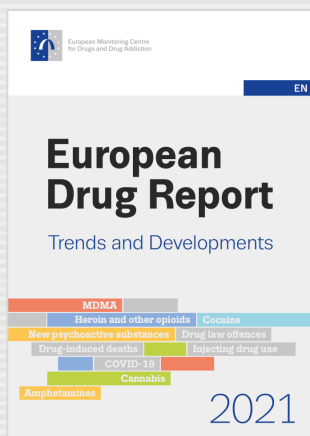 European Monitoring Centre
for Drugs and Drug Addiction
EN
European
Drug Report
Trends and Developments
MDMA
Heroin and other opioids Cocaine
New psychoactive substances Drug law offences
Drug-induced deaths Injecting drug use
COVID-19
Cannabis
Amphetamines
2021